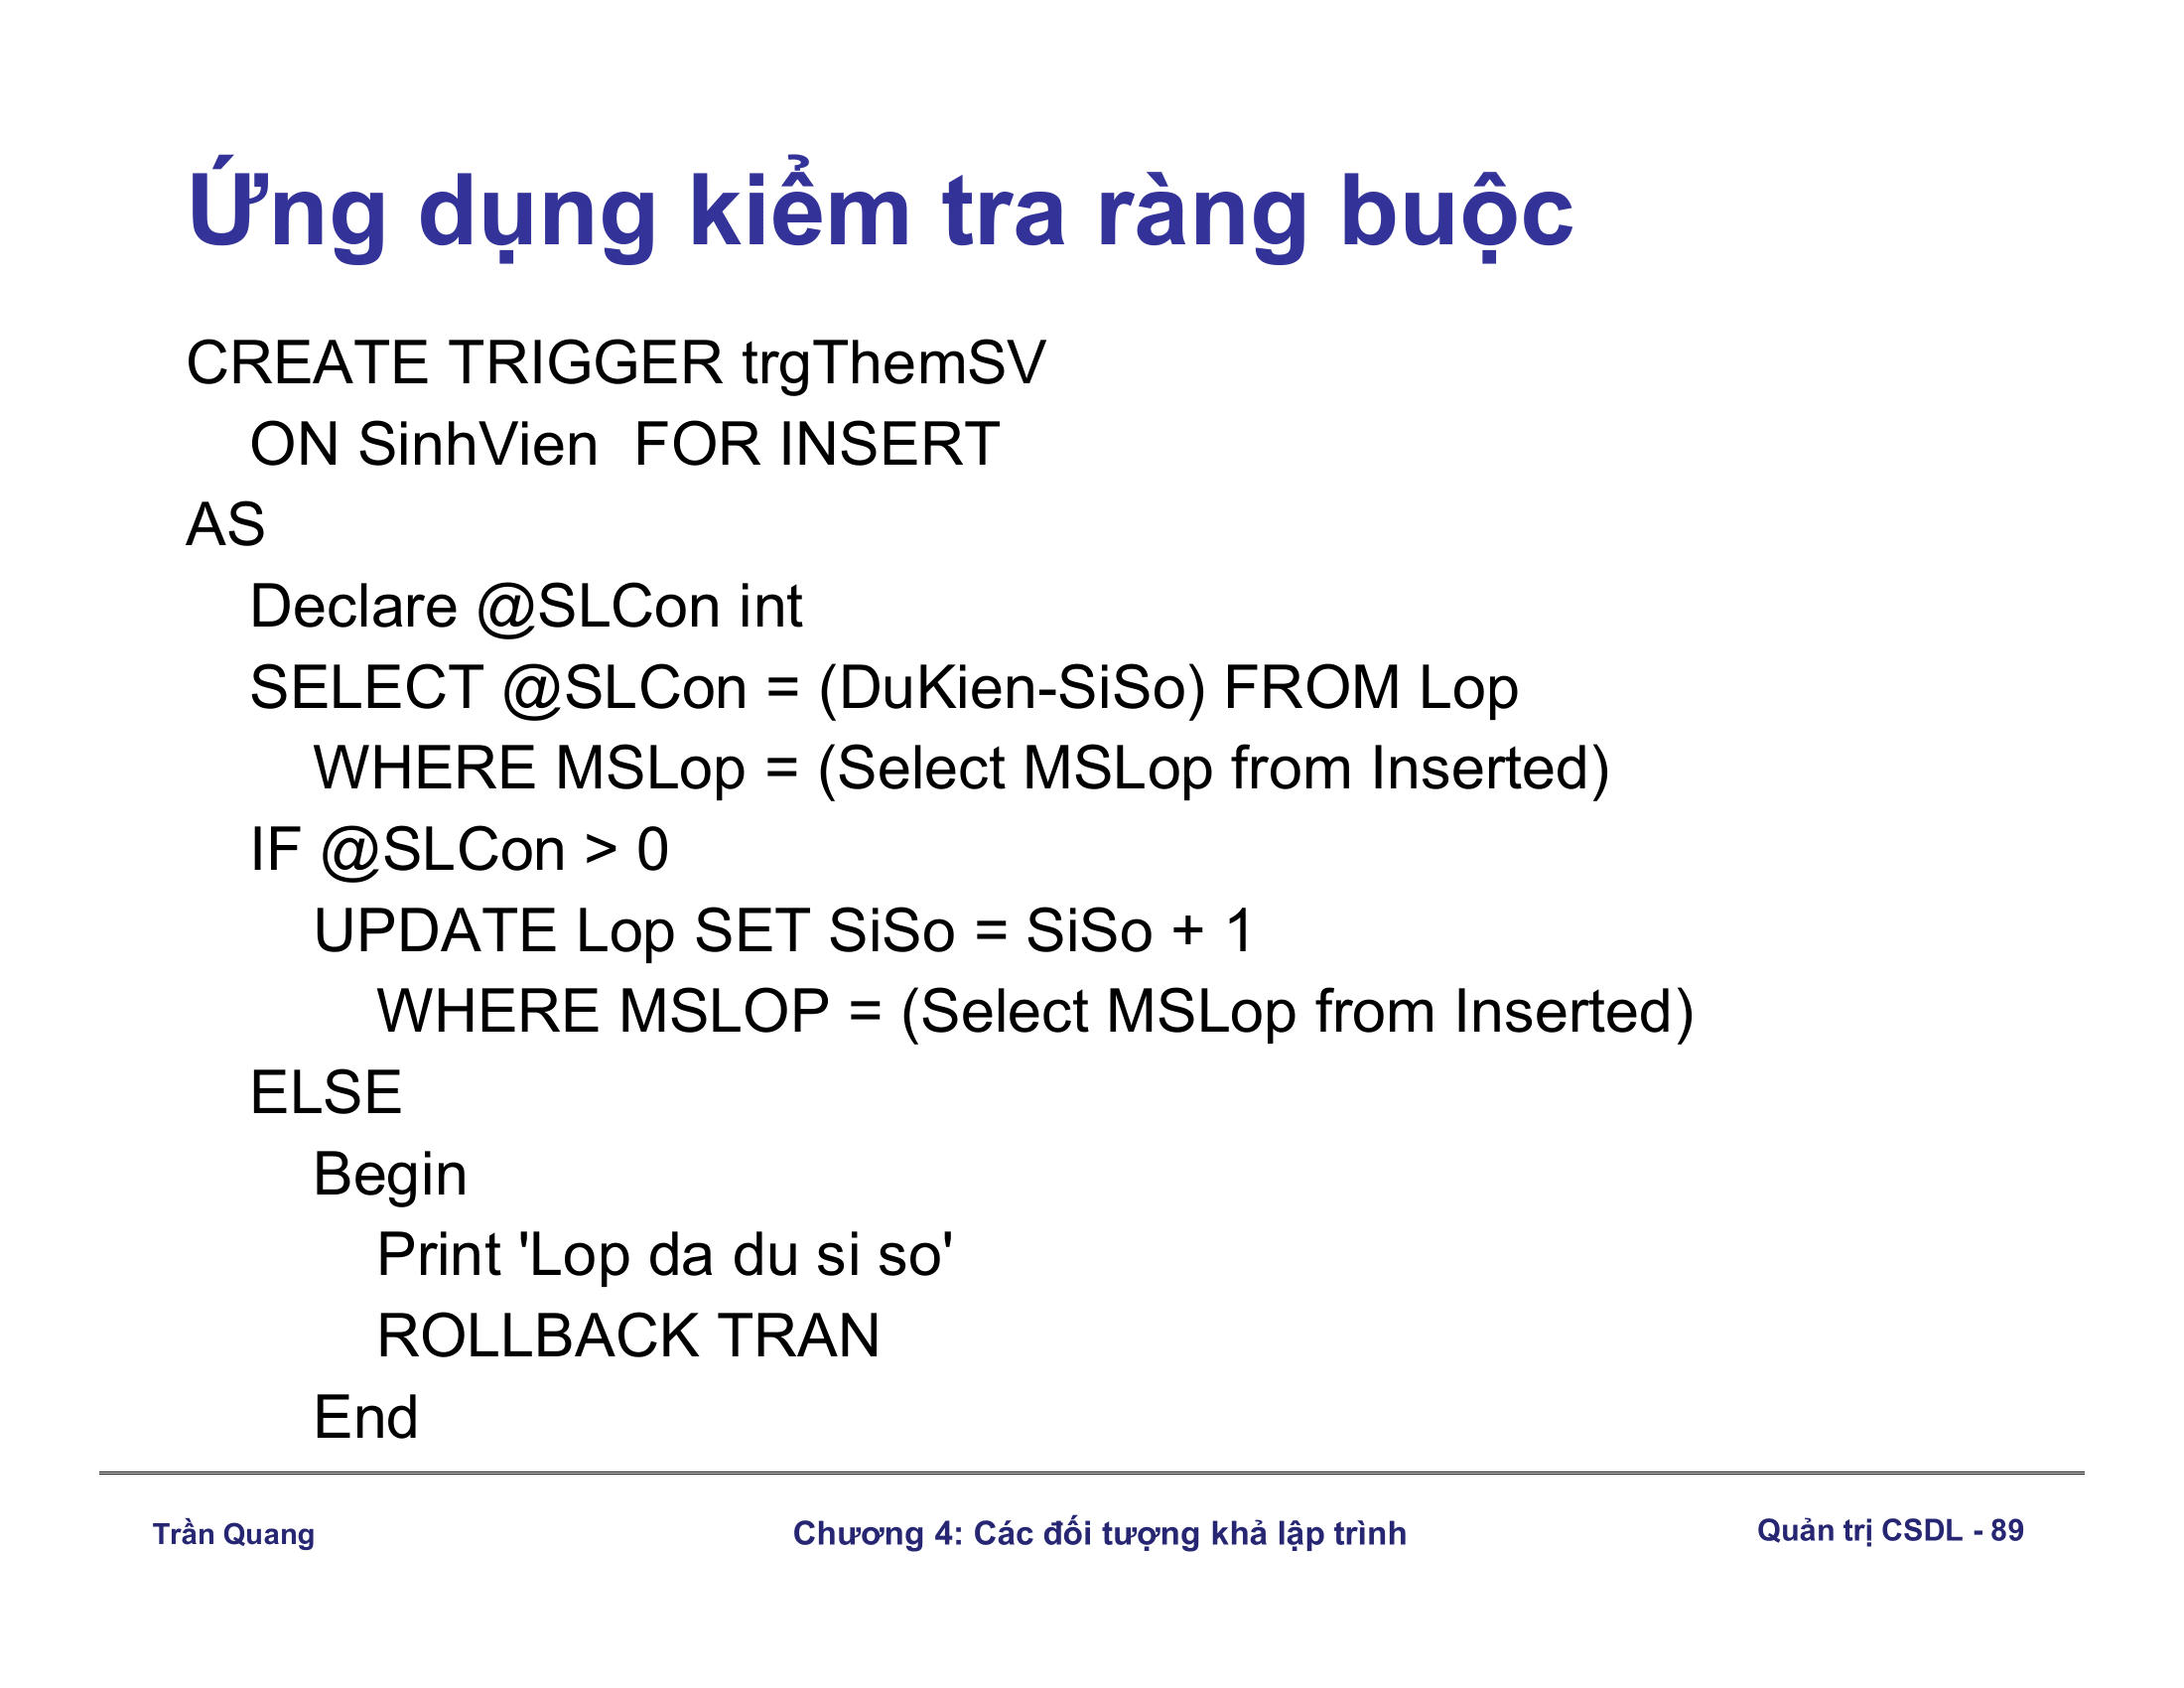 Ứng dụng kiểm tra ràng buộc
CREATE TRIGGER trgThemSV
ON SinhVien  FOR INSERT
AS
Declare @SLCon int
SELECT @SLCon = (DuKien-SiSo) FROM Lop
WHERE MSLop = (Select MSLop from Inserted)
IF @SLCon > 0
UPDATE Lop SET SiSo = SiSo + 1
WHERE MSLOP = (Select MSLop from Inserted)
ELSE
Begin
Print 'Lop da du si so'
ROLLBACK TRAN
End
Trần Quang
Chương 4: Các đối tượng khả lập trình
Quản trị CSDL - 89